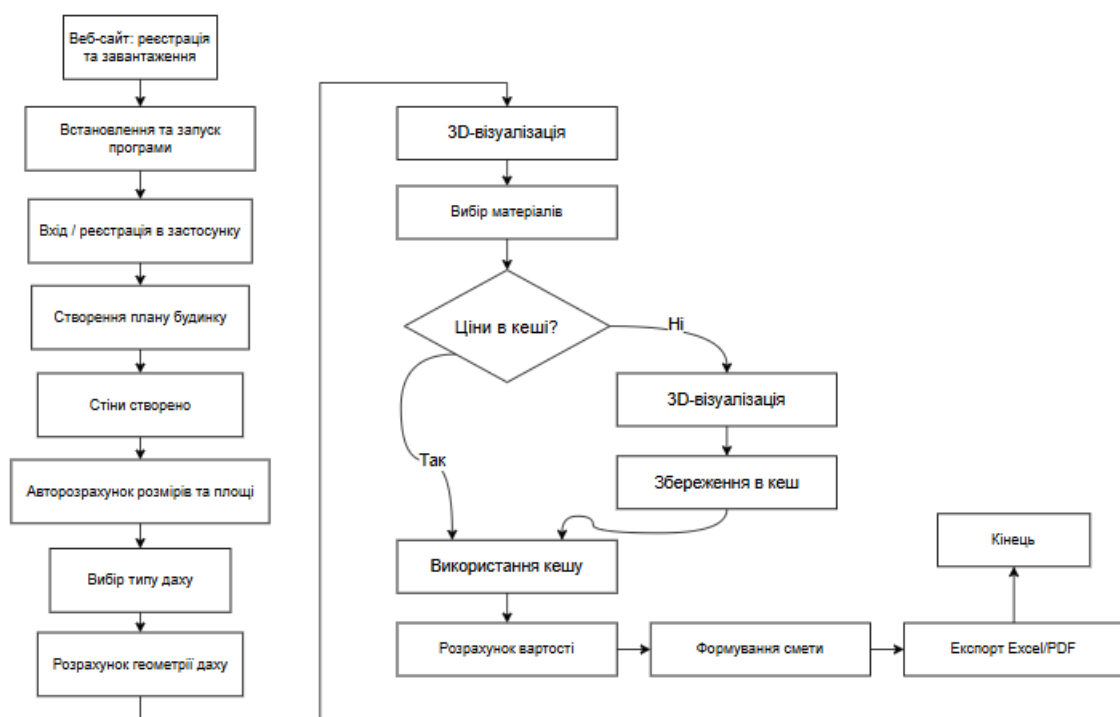 Веб-сайт: реєстрація
та завантаження
Встановлення та запуск
програми
Вхід / реєстрація в застосунку
Створення плану будинку
Стіни створено
Авторозрахунок розмірів та площі
Вибір типу даху
Розрахунок геометрії даху
3D-візуалізація
Вибір матеріалів
Ціни в кеші?
Ні
3D-візуалізація
Збереження в кеш
Так
Використання кешу
Розрахунок вартості
Формування смети
Експорт Excel/PDF
Кінець